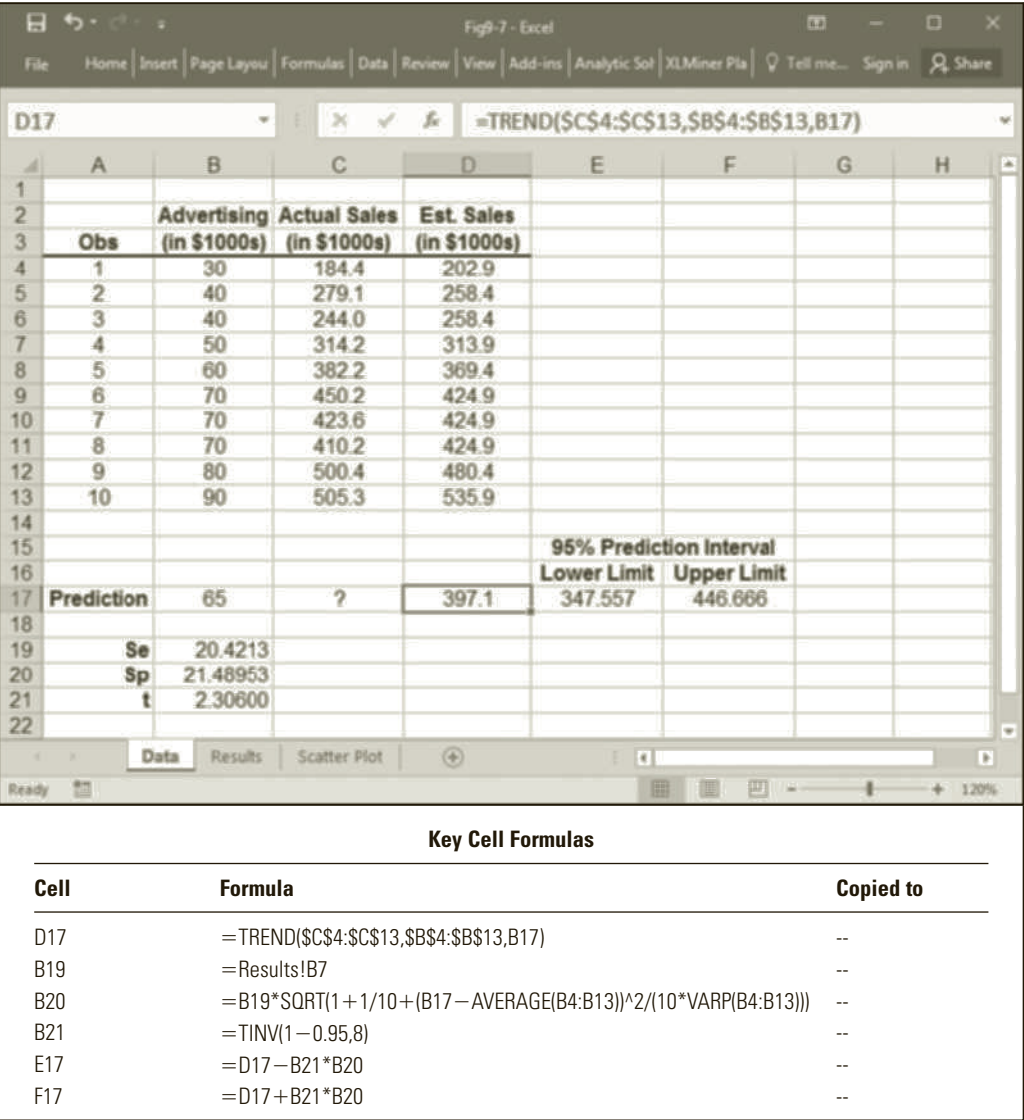 Fig9-7 - Excel
File Home Insert Page Layou Formulas Data Review View Add-ins Analytic Sol XLMiner Pla Tell me... Sign in Share
D17 fx =TREND($C$4:$C$13,$B$4:$B$13,B17)
A B C D E F G H
1
2 Advertising Actual Sales Est. Sales
3 Obs (in $1000s) (in $1000s) (in $1000s)
4 1 30 184.4 202.9
5 2 40 279.1 258.4
6 3 40 244.0 258.4
7 4 50 314.2 313.9
8 5 60 382.2 369.4
9 6 70 450.2 424.9
10 7 70 423.6 424.9
11 8 70 410.2 424.9
12 9 80 500.4 480.4
13 10 90 505.3 535.9
14
15 95% Prediction Interval
16 Lower Limit Upper Limit
17 Prediction 65 ? 397.1 347.557 446.666
18
19 Se 20.4213
20 Sp 21.48953
21 t 2.30600
22
Data Results Scatter Plot
Ready 120%
Key Cell Formulas
Cell Formula Copied to
D17 =TREND($C$4:$C$13,$B$4:$B$13,B17) --
B19 =Results!B7 --
B20 =B19*SQRT(1+1/10+(B17−AVERAGE(B4:B13))^2/(10*VARP(B4:B13))) --
B21 =TINV(1−0.95,8) --
E17 =D17−B21*B20 --
F17 =D17+B21*B20 --